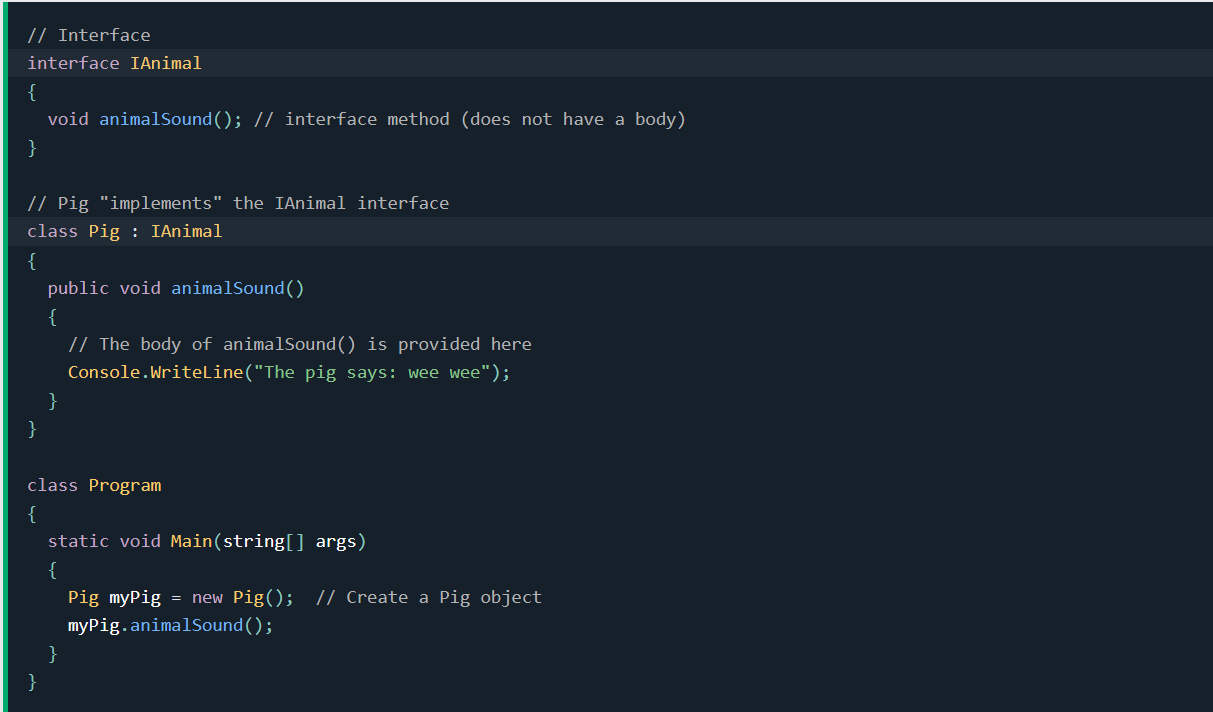 // Interface
interface IAnimal
{
  void animalSound(); // interface method (does not have a body)
}

// Pig "implements" the IAnimal interface
class Pig : IAnimal
{
  public void animalSound()
  {
    // The body of animalSound() is provided here
    Console.WriteLine("The pig says: wee wee");
  }
}

class Program
{
  static void Main(string[] args)
  {
    Pig myPig = new Pig();  // Create a Pig object
    myPig.animalSound();
  }
}